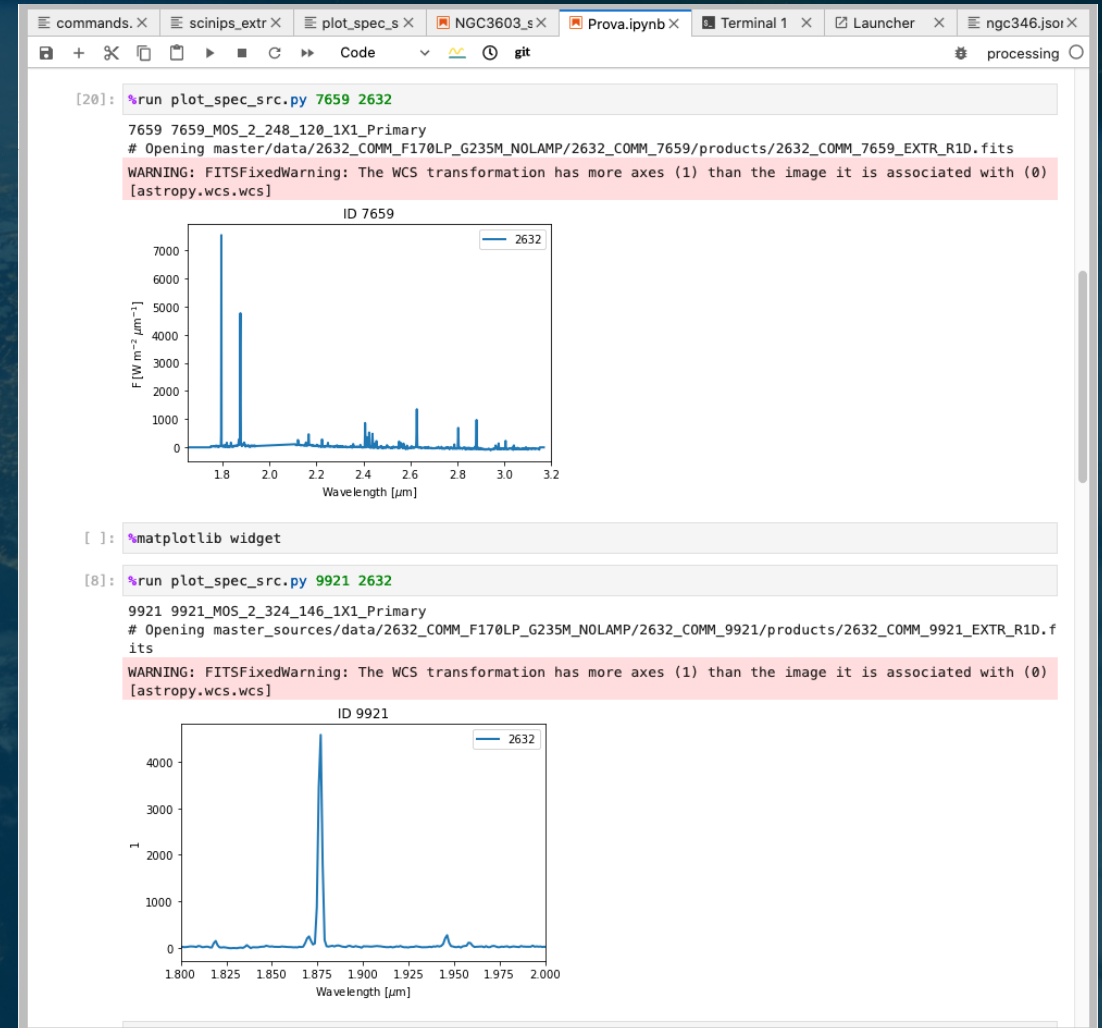 commands.
scinips_extr
plot_spec_s
NGC3603_s
Prova.ipynb
Terminal 1
Launcher
ngc346.jsor
Code
git
processing
[20]: %run plot_spec_src.py 7659 2632
7659 7659_MOS_2_248_120_1X1_Primary
# Opening master/data/2632_COMM_F170LP_G235M_NOLAMP/2632_COMM_7659/products/2632_COMM_7659_EXTR_R1D.fits
WARNING: FITSFixedWarning: The WCS transformation has more axes (1) than the image it is associated with (0)
[astropy.wcs.wcs]
ID 7659
2632
7000
6000
5000
4000
3000
2000
1000
0
F [W m⁻² μm⁻¹]
1.8 2.0 2.2 2.4 2.6 2.8 3.0 3.2
Wavelength [μm]
[ ]: %matplotlib widget
[8]: %run plot_spec_src.py 9921 2632
9921 9921_MOS_2_324_146_1X1_Primary
# Opening master_sources/data/2632_COMM_F170LP_G235M_NOLAMP/2632_COMM_9921/products/2632_COMM_9921_EXTR_R1D.f
its
WARNING: FITSFixedWarning: The WCS transformation has more axes (1) than the image it is associated with (0)
[astropy.wcs.wcs]
ID 9921
2632
4000
3000
2000
1000
0
1
1.800 1.825 1.850 1.875 1.900 1.925 1.950 1.975 2.000
Wavelength [μm]